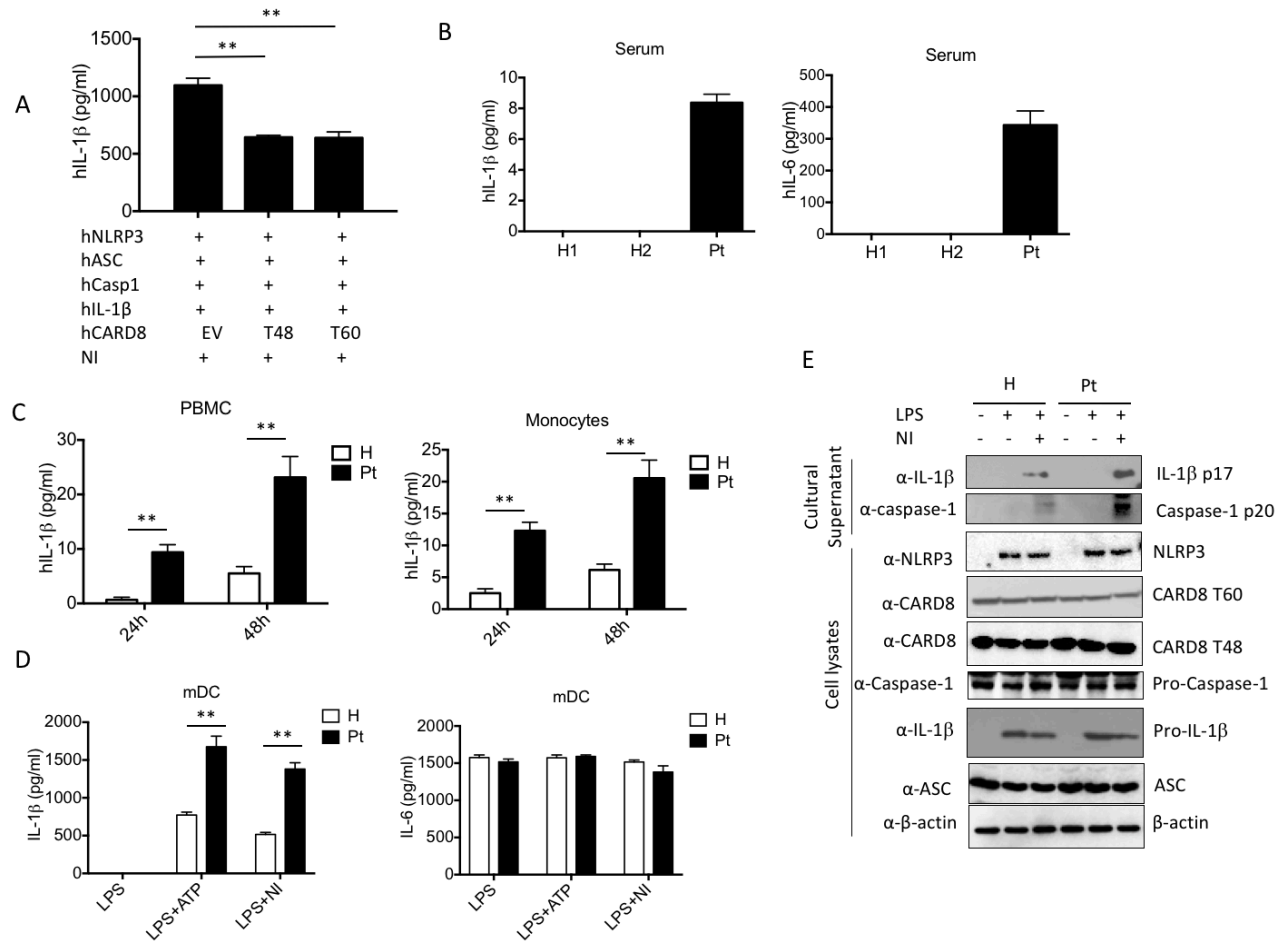 A
**
**
hIL-1β (pg/ml)
1500
1000
500
0
hNLRP3 + + +
hASC + + +
hCasp1 + + +
hIL-1β + + +
hCARD8 EV T48 T60
NI + + +
B
Serum
hIL-1β (pg/ml)
10
8
6
4
2
0
H1 H2 Pt
Serum
hIL-6 (pg/ml)
500
400
300
200
100
0
H1 H2 Pt
C
PBMC
hIL-1β (pg/ml)
30
20
10
0
** **
24h 48h
H
Pt
Monocytes
hIL-1β (pg/ml)
25
20
15
10
5
0
** **
24h 48h
H
Pt
D
mDC
IL-1β (pg/ml)
2000
1500
1000
500
0
** **
LPS LPS+ATP LPS+NI
H
Pt
mDC
IL-6 (pg/ml)
2000
1500
1000
500
0
LPS LPS+ATP LPS+NI
H
Pt
E
H Pt
LPS - + + - + +
NI - - + - - +
Cultural
Supernatant
α-IL-1β IL-1β p17
α-caspase-1 Caspase-1 p20
Cell lysates
α-NLRP3 NLRP3
α-CARD8 CARD8 T60
α-CARD8 CARD8 T48
α-Caspase-1 Pro-Caspase-1
α-IL-1β Pro-IL-1β
α-ASC ASC
α-β-actin β-actin